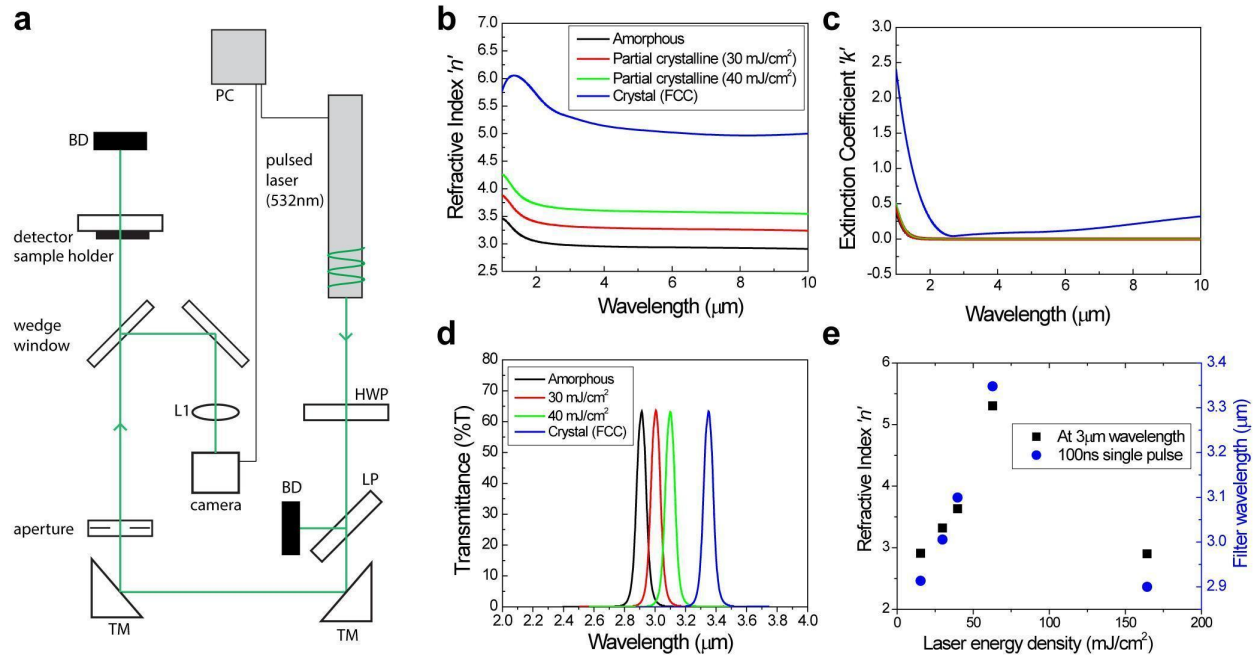 a
PC
BD
pulsed
laser
(532nm)
detector
sample holder
wedge
window
HWP
L1
LP
BD
camera
aperture
TM
TM
b
Refractive Index 'n'
7.0
6.5
6.0
5.5
5.0
4.5
4.0
3.5
3.0
2.5
Amorphous
Partial crystalline (30 mJ/cm²)
Partial crystalline (40 mJ/cm²)
Crystal (FCC)
2 4 6 8 10
Wavelength (μm)
c
Extinction Coefficient 'k'
3.0
2.5
2.0
1.5
1.0
0.5
0.0
-0.5
2 4 6 8 10
Wavelength (μm)
d
Transmittance (%T)
80
70
60
50
40
30
20
10
0
Amorphous
30 mJ/cm²
40 mJ/cm²
Crystal (FCC)
2.0 2.2 2.4 2.6 2.8 3.0 3.2 3.4 3.6 3.8 4.0
Wavelength (μm)
e
Refractive Index 'n'
6
5
4
3
2
At 3μm wavelength
100ns single pulse
3.4
3.3
3.2
3.1
3.0
2.9
Filter wavelength (μm)
0 50 100 150 200
Laser energy density (mJ/cm²)